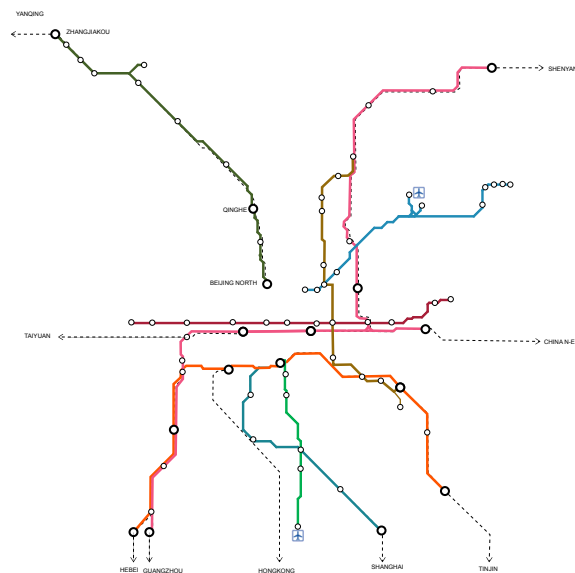 YANQING
ZHANGJIAKOU
SHENYAN
QINGHE
BEIJING NORTH
TAIYUAN
CHINA N-E
HEBEI
GUANGZHOU
HONGKONG
SHANGHAI
TINJIN